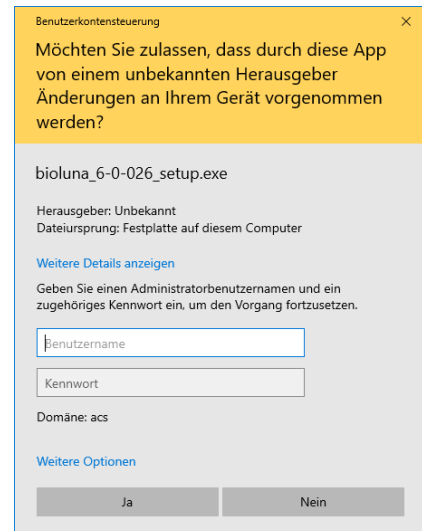 Benutzerkontensteuerung
Möchten Sie zulassen, dass durch diese App
von einem unbekannten Herausgeber
Änderungen an Ihrem Gerät vorgenommen
werden?
bioluna_6-0-026_setup.exe
Herausgeber: Unbekannt
Dateiursprung: Festplatte auf diesem Computer
Weitere Details anzeigen
Geben Sie einen Administratorbenutzernamen und ein
zugehöriges Kennwort ein, um den Vorgang fortzusetzen.
Benutzername
Kennwort
Domäne: acs
Weitere Optionen
Ja Nein